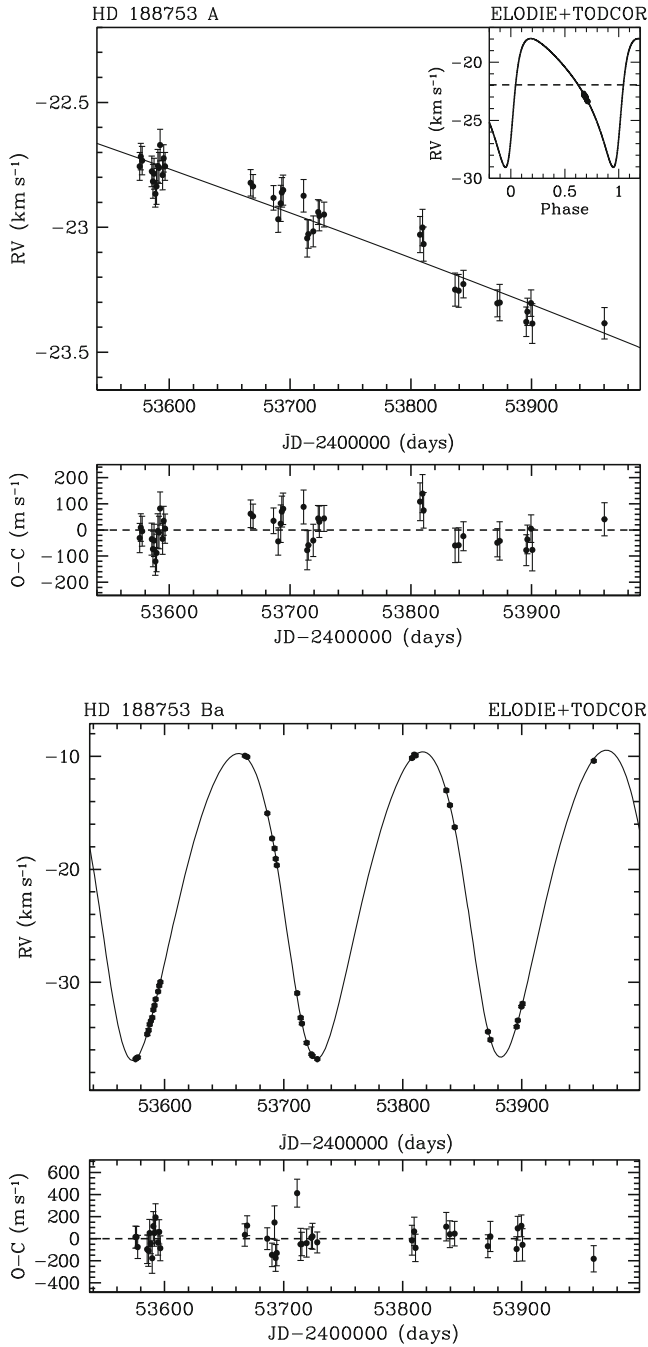 HD 188753 A ELODIE+TODCOR
−22.5
−23
−23.5
RV (km s⁻¹)
−20
−25
−30
RV (km s⁻¹)
0 0.5 1
Phase
53600 53700 53800 53900
JD−2400000 (days)
200
100
0
−100
−200
O−C (m s⁻¹)
53600 53700 53800 53900
JD−2400000 (days)
HD 188753 Ba ELODIE+TODCOR
−10
−20
−30
RV (km s⁻¹)
53600 53700 53800 53900
JD−2400000 (days)
600
400
200
0
−200
−400
O−C (m s⁻¹)
53600 53700 53800 53900
JD−2400000 (days)